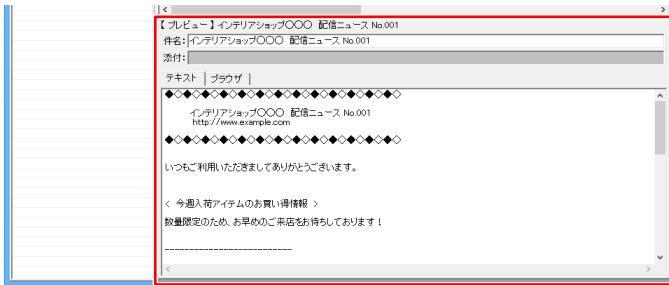 【プレビュー】インテリアショップ〇〇〇 配信ニュース No.001
件名: インテリアショップ〇〇〇 配信ニュース No.001
添付:
テキスト ブラウザ
◆◇◆◇◆◇◆◇◆◇◆◇◆◇◆◇◆◇◆◇◆◇◆◇◆◇
インテリアショップ〇〇〇 配信ニュース No.001
http://www.example.com
◆◇◆◇◆◇◆◇◆◇◆◇◆◇◆◇◆◇◆◇◆◇◆◇◆◇
いつもご利用いただきましてありがとうございます。
< 今週入荷アイテムのお買い得情報 >
数量限定のため、お早めのご来店をお待ちしております！
--------------------------